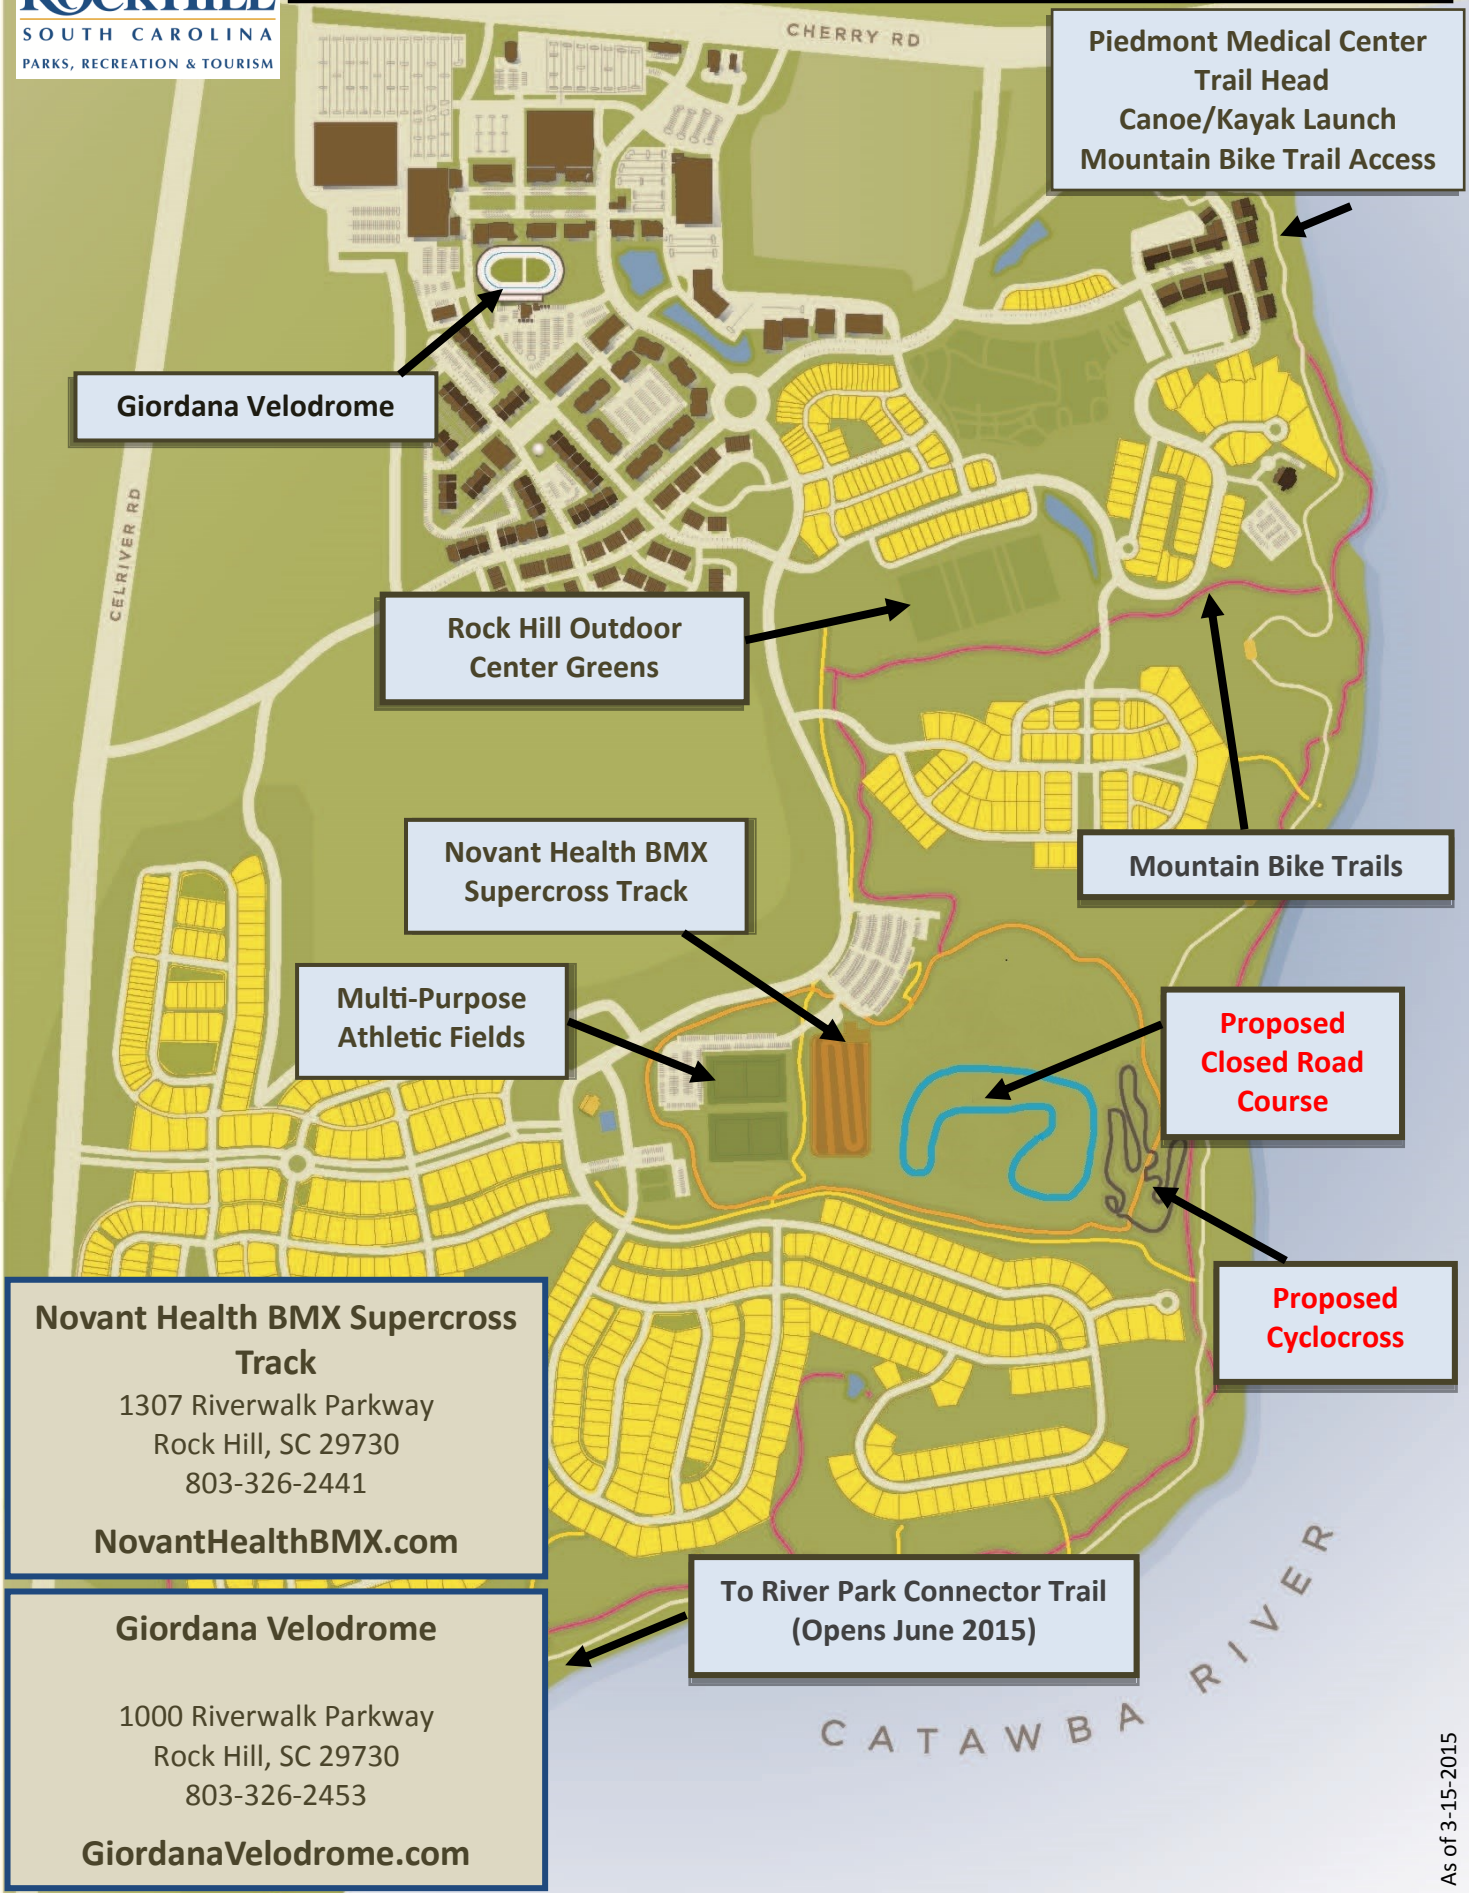 ROCK HILL
SOUTH CAROLINA
PARKS, RECREATION & TOURISM
CHERRY RD
Piedmont Medical Center
Trail Head
Canoe/Kayak Launch
Mountain Bike Trail Access
Giordana Velodrome
CELRIVER RD
Rock Hill Outdoor
Center Greens
Novant Health BMX
Supercross Track
Mountain Bike Trails
Multi-Purpose
Athletic Fields
Proposed
Closed Road
Course
Proposed
Cyclocross
Novant Health BMX Supercross
Track
1307 Riverwalk Parkway
Rock Hill, SC 29730
803-326-2441
NovantHealthBMX.com
To River Park Connector Trail
(Opens June 2015)
Giordana Velodrome
1000 Riverwalk Parkway
Rock Hill, SC 29730
803-326-2453
GiordanaVelodrome.com
CATAWBA RIVER
As of 3-15-2015